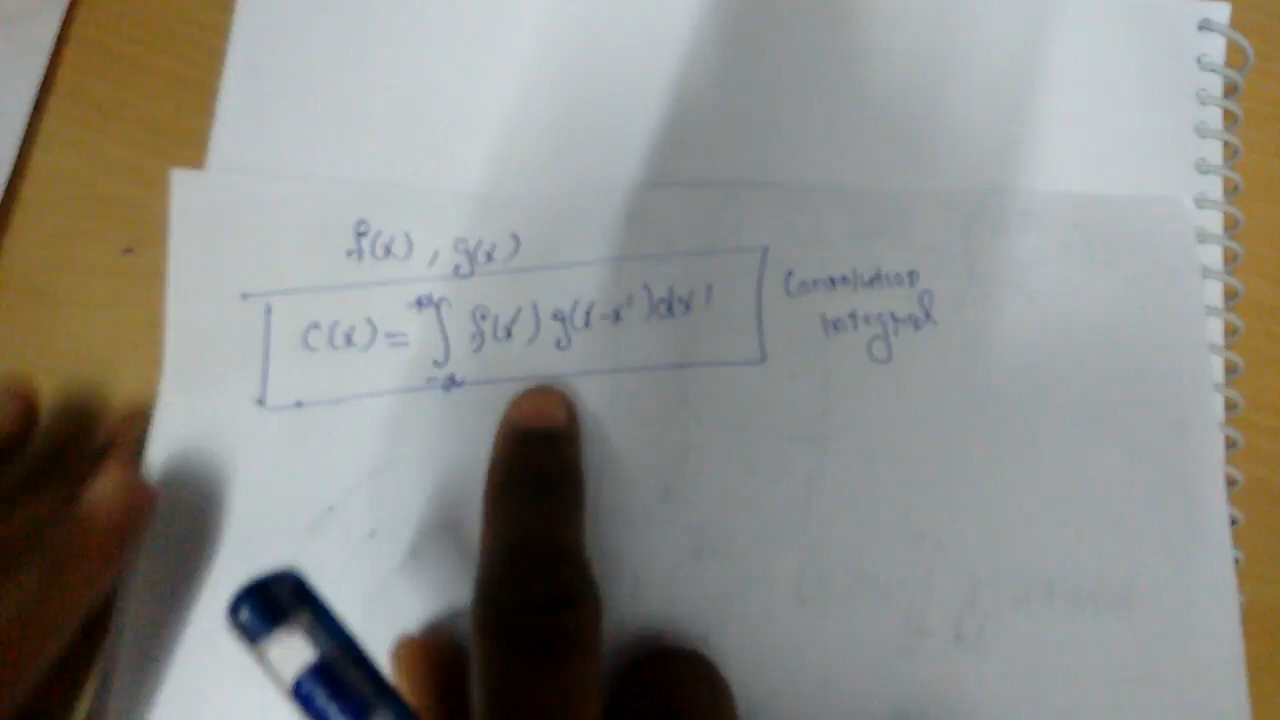 f(x), g(x)
C(x) = ∫_{-∞}^{+∞} f(x') g(x-x') dx'
Convolution
integral